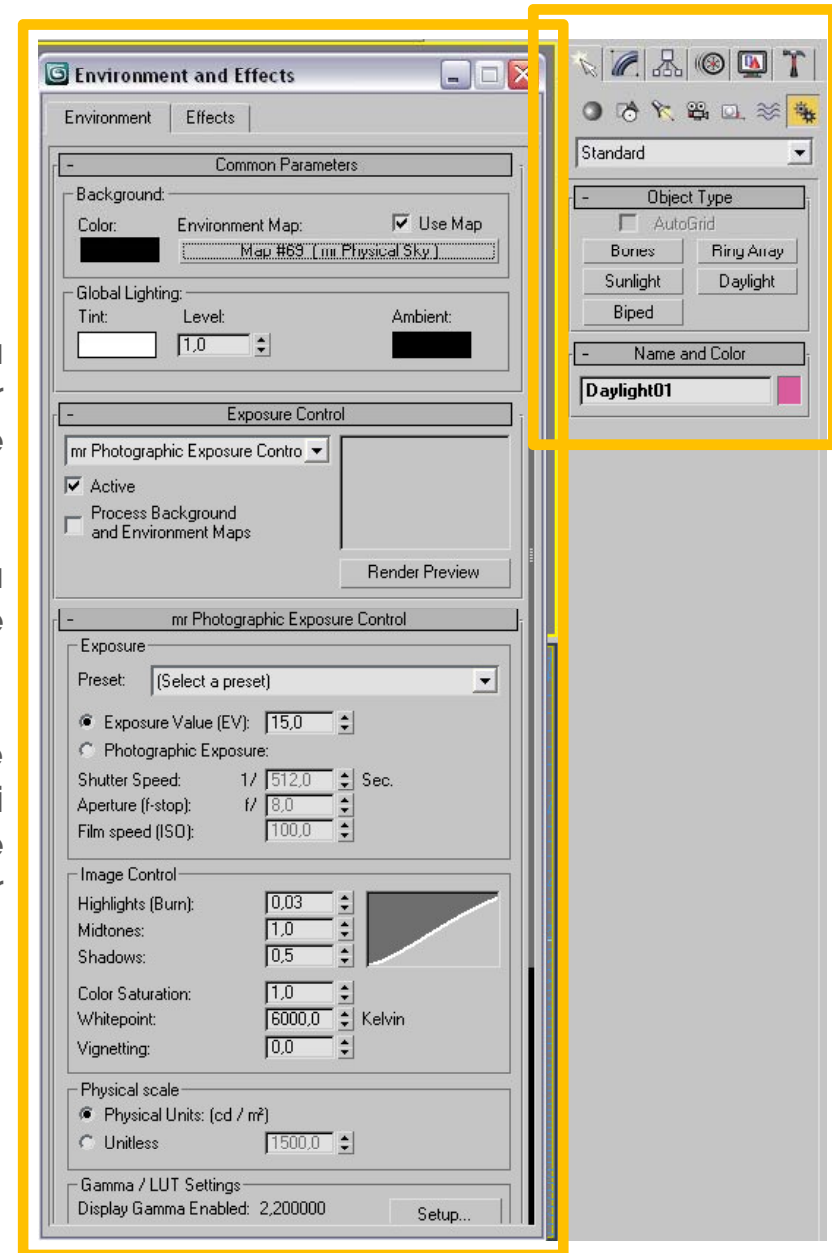 Environment and Effects
Environment Effects
- Common Parameters
Background:
Color: Environment Map: Use Map
Map #69 ( mr Physical Sky )
Global Lighting:
Tint: Level: Ambient:
1,0
- Exposure Control
mr Photographic Exposure Contro
Active
Process Background
and Environment Maps
Render Preview
- mr Photographic Exposure Control
Exposure
Preset: (Select a preset)
Exposure Value (EV): 15,0
Photographic Exposure:
Shutter Speed: 1/ 512,0 Sec.
Aperture (f-stop): f/ 8,0
Film speed (ISO): 100,0
Image Control
Highlights (Burn): 0,03
Midtones: 1,0
Shadows: 0,5
Color Saturation: 1,0
Whitepoint: 6000,0 Kelvin
Vignetting: 0,0
Physical scale
Physical Units: (cd / m²)
Unitless 1500,0
Gamma / LUT Settings
Display Gamma Enabled: 2,200000 Setup...
Standard
- Object Type
AutoGrid
Bones Ring Array
Sunlight Daylight
Biped
- Name and Color
Daylight01